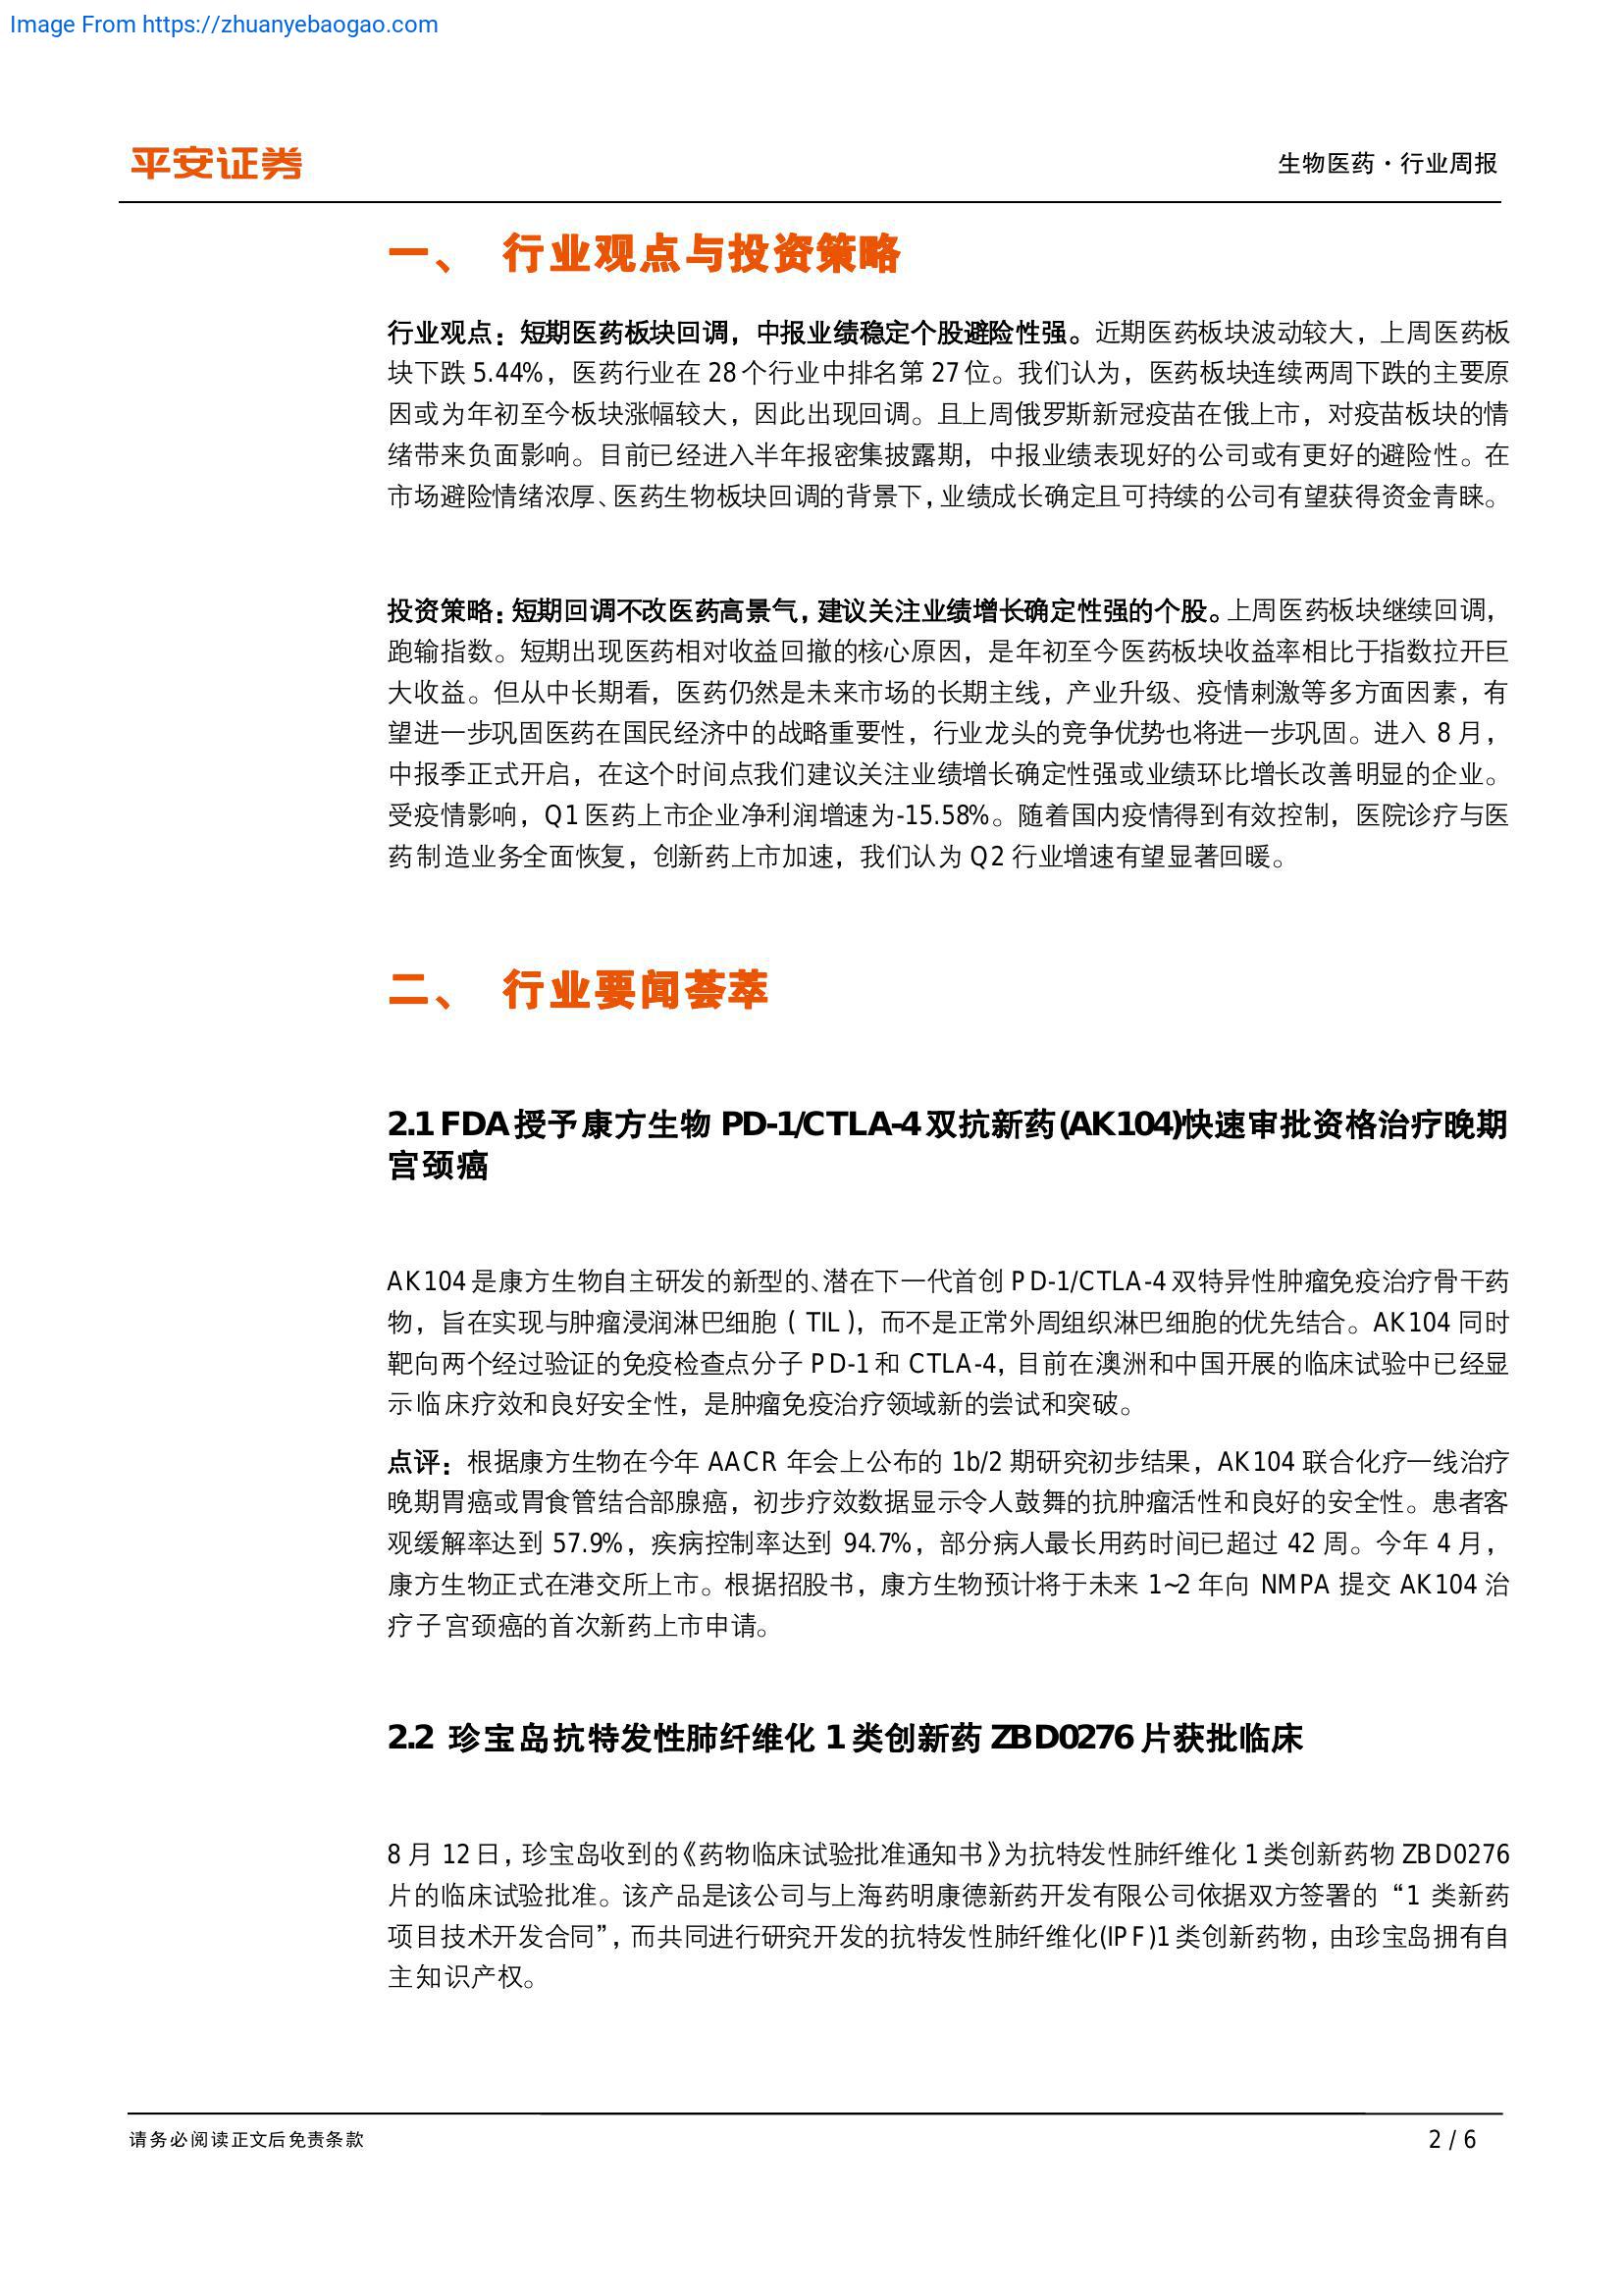 Image From https://zhuanyebaogao.com
平安证券
生物医药·行业周报
一、 行业观点与投资策略
行业观点：短期医药板块回调，中报业绩稳定个股避险性强。近期医药板块波动较大，上周医药板
块下跌 5.44%，医药行业在 28 个行业中排名第 27 位。我们认为，医药板块连续两周下跌的主要原
因或为年初至今板块涨幅较大，因此出现回调。且上周俄罗斯新冠疫苗在俄上市，对疫苗板块的情
绪带来负面影响。目前已经进入半年报密集披露期，中报业绩表现好的公司或有更好的避险性。在
市场避险情绪浓厚、医药生物板块回调的背景下，业绩成长确定且可持续的公司有望获得资金青睐。
投资策略：短期回调不改医药高景气，建议关注业绩增长确定性强的个股。上周医药板块继续回调，
跑输指数。短期出现医药相对收益回撤的核心原因，是年初至今医药板块收益率相比于指数拉开巨
大收益。但从中长期看，医药仍然是未来市场的长期主线，产业升级、疫情刺激等多方面因素，有
望进一步巩固医药在国民经济中的战略重要性，行业龙头的竞争优势也将进一步巩固。进入 8 月，
中报季正式开启，在这个时间点我们建议关注业绩增长确定性强或业绩环比增长改善明显的企业。
受疫情影响，Q1 医药上市企业净利润增速为-15.58%。随着国内疫情得到有效控制，医院诊疗与医
药制造业务全面恢复，创新药上市加速，我们认为 Q2 行业增速有望显著回暖。
二、 行业要闻荟萃
2.1 FDA 授予康方生物 PD-1/CTLA-4 双抗新药(AK104)快速审批资格治疗晚期
宫颈癌
AK104 是康方生物自主研发的新型的、潜在下一代首创 PD-1/CTLA-4 双特异性肿瘤免疫治疗骨干药
物，旨在实现与肿瘤浸润淋巴细胞（ TIL ），而不是正常外周组织淋巴细胞的优先结合。AK104 同时
靶向两个经过验证的免疫检查点分子 PD-1 和 CTLA-4，目前在澳洲和中国开展的临床试验中已经显
示临床疗效和良好安全性，是肿瘤免疫治疗领域新的尝试和突破。
点评：根据康方生物在今年 AACR 年会上公布的 1b/2 期研究初步结果，AK104 联合化疗一线治疗
晚期胃癌或胃食管结合部腺癌，初步疗效数据显示令人鼓舞的抗肿瘤活性和良好的安全性。患者客
观缓解率达到 57.9%，疾病控制率达到 94.7%，部分病人最长用药时间已超过 42 周。今年 4 月，
康方生物正式在港交所上市。根据招股书，康方生物预计将于未来 1~2 年向 NMPA 提交 AK104 治
疗子宫颈癌的首次新药上市申请。
2.2 珍宝岛抗特发性肺纤维化 1 类创新药 ZBD0276 片获批临床
8 月 12 日，珍宝岛收到的《药物临床试验批准通知书》为抗特发性肺纤维化 1 类创新药物 ZBD0276
片的临床试验批准。该产品是该公司与上海药明康德新药开发有限公司依据双方签署的“1 类新药
项目技术开发合同”，而共同进行研究开发的抗特发性肺纤维化(IPF)1 类创新药物，由珍宝岛拥有自
主知识产权。
请务必阅读正文后免责条款
2 / 6